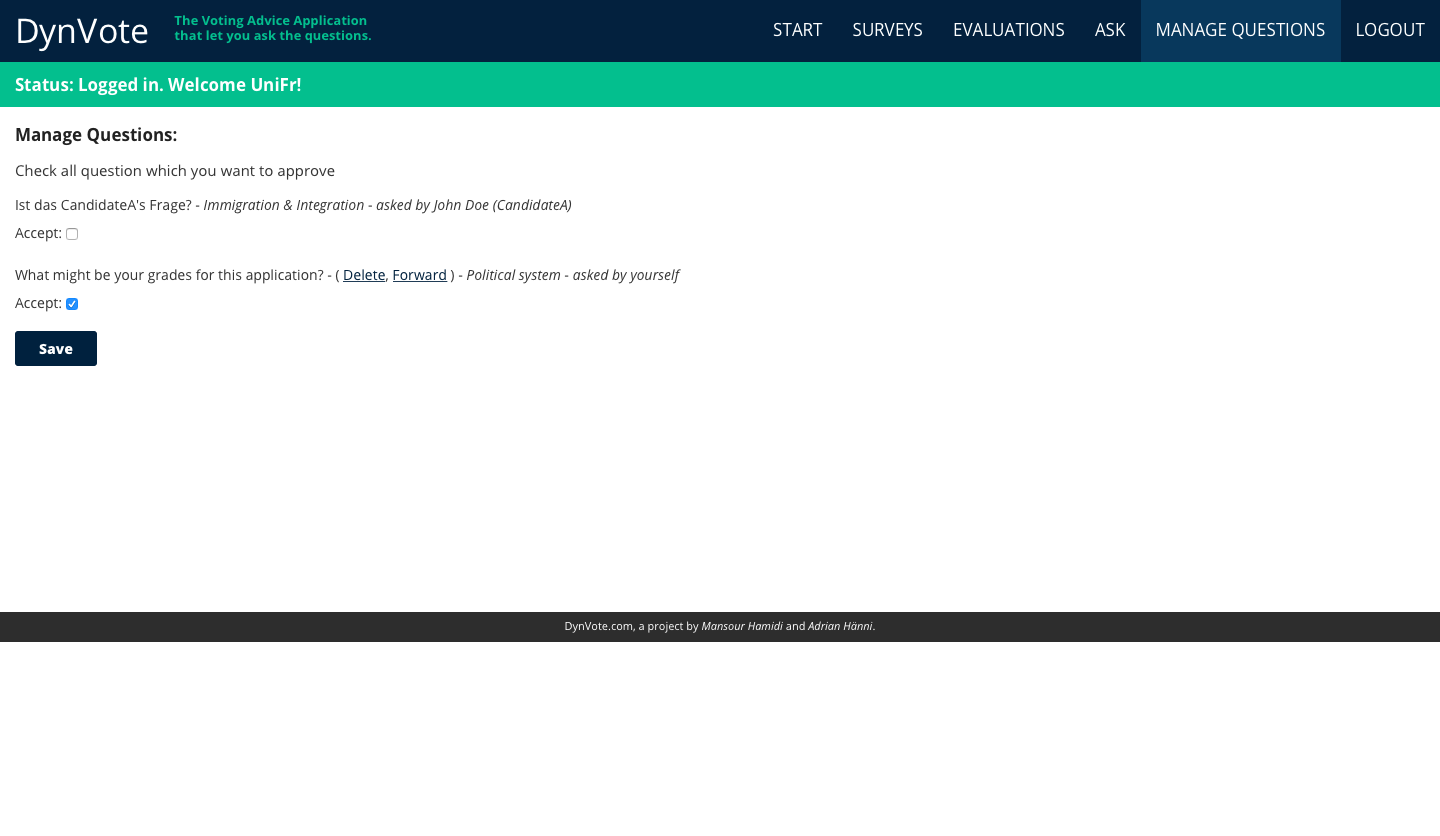 DynVote
The Voting Advice Application
that let you ask the questions.
START SURVEYS EVALUATIONS ASK MANAGE QUESTIONS LOGOUT
Status: Logged in. Welcome UniFr!
Manage Questions:
Check all question which you want to approve
Ist das CandidateA's Frage? - Immigration & Integration - asked by John Doe (CandidateA)
Accept:
What might be your grades for this application? - ( Delete, Forward ) - Political system - asked by yourself
Accept:
Save
DynVote.com, a project by Mansour Hamidi and Adrian Hänni.